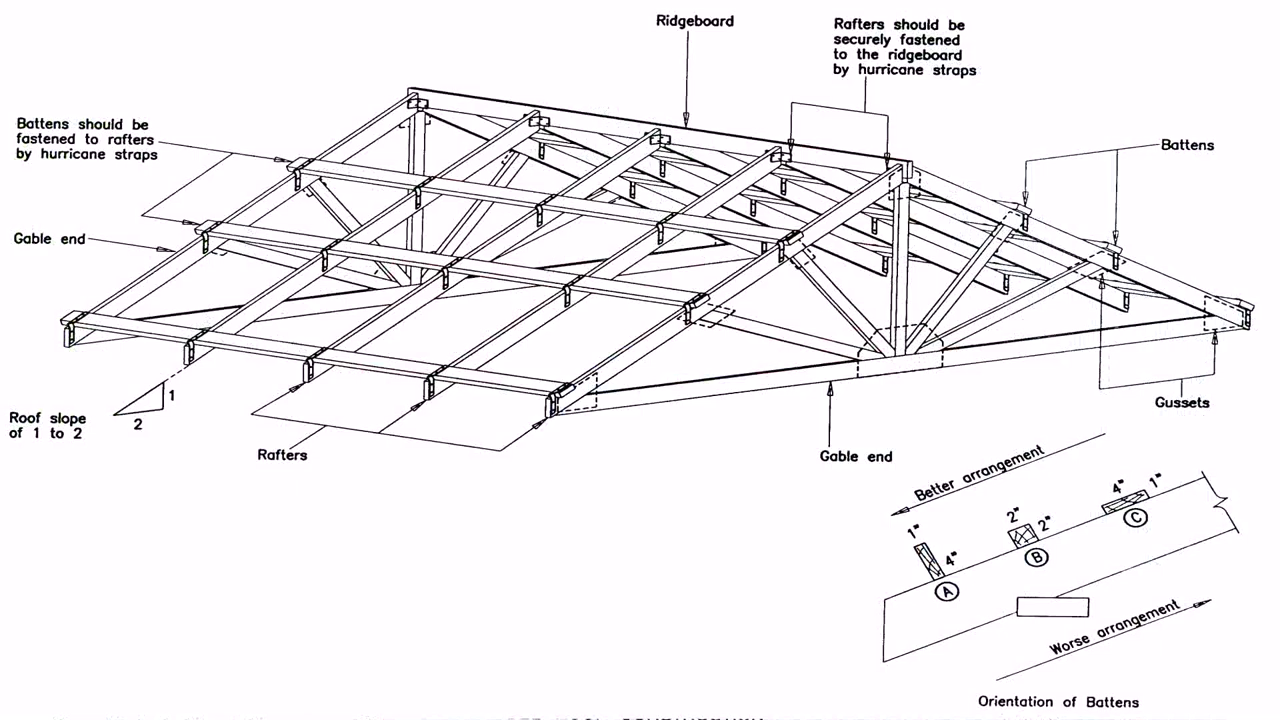 Ridgeboard
Rafters should be
securely fastened
to the ridgeboard
by hurricane straps
Battens should be
fastened to rafters
by hurricane straps
Battens
Gable end
1
2
Roof slope
of 1 to 2
Rafters
Gable end
Gussets
Better arrangement
1"
4"
A
2"
2"
B
4"
1"
C
Worse arrangement
Orientation of Battens